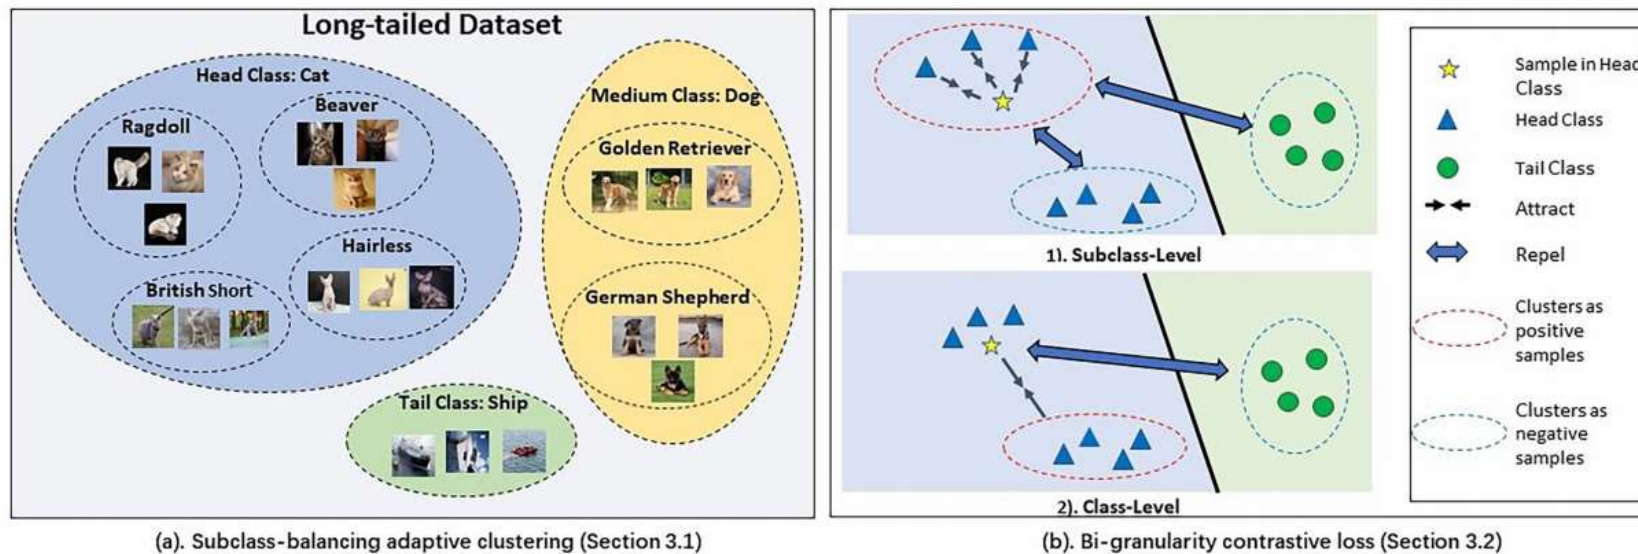 Long-tailed Dataset
Head Class: Cat
Beaver
Ragdoll
Hairless
British Short
Medium Class: Dog
Golden Retriever
German Shepherd
Tail Class: Ship
(a). Subclass-balancing adaptive clustering (Section 3.1)
1). Subclass-Level
2). Class-Level
Sample in Head
Class
Head Class
Tail Class
Attract
Repel
Clusters as
positive
samples
Clusters as
negative
samples
(b). Bi-granularity contrastive loss (Section 3.2)